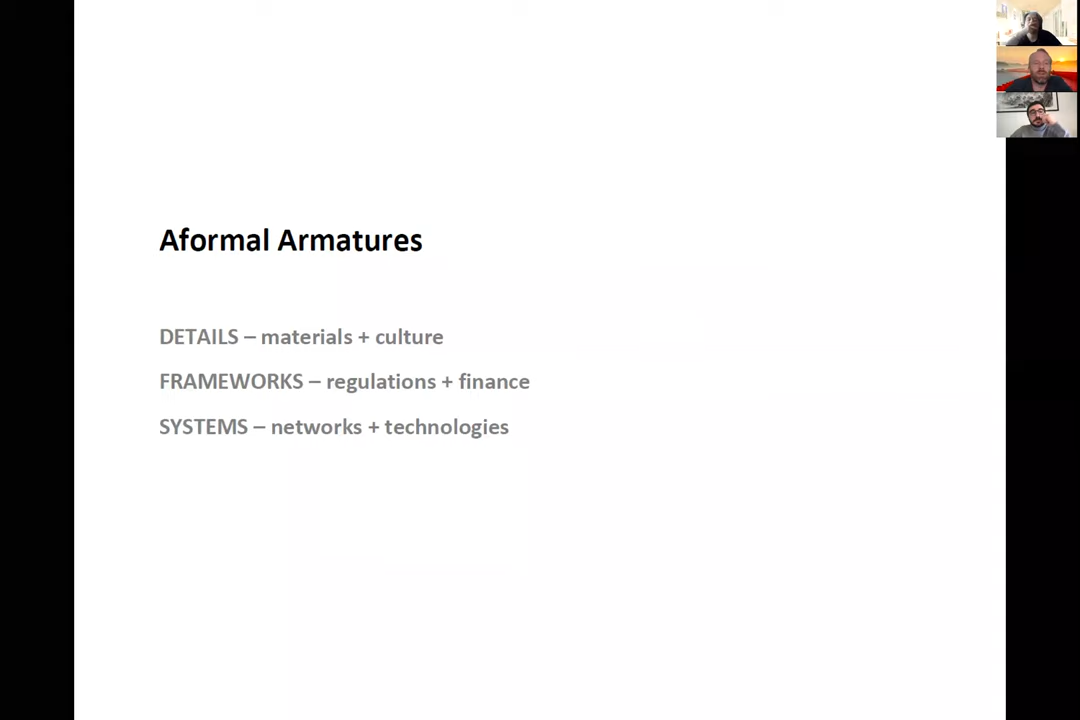 Aformal Armatures
DETAILS – materials + culture
FRAMEWORKS – regulations + finance
SYSTEMS – networks + technologies